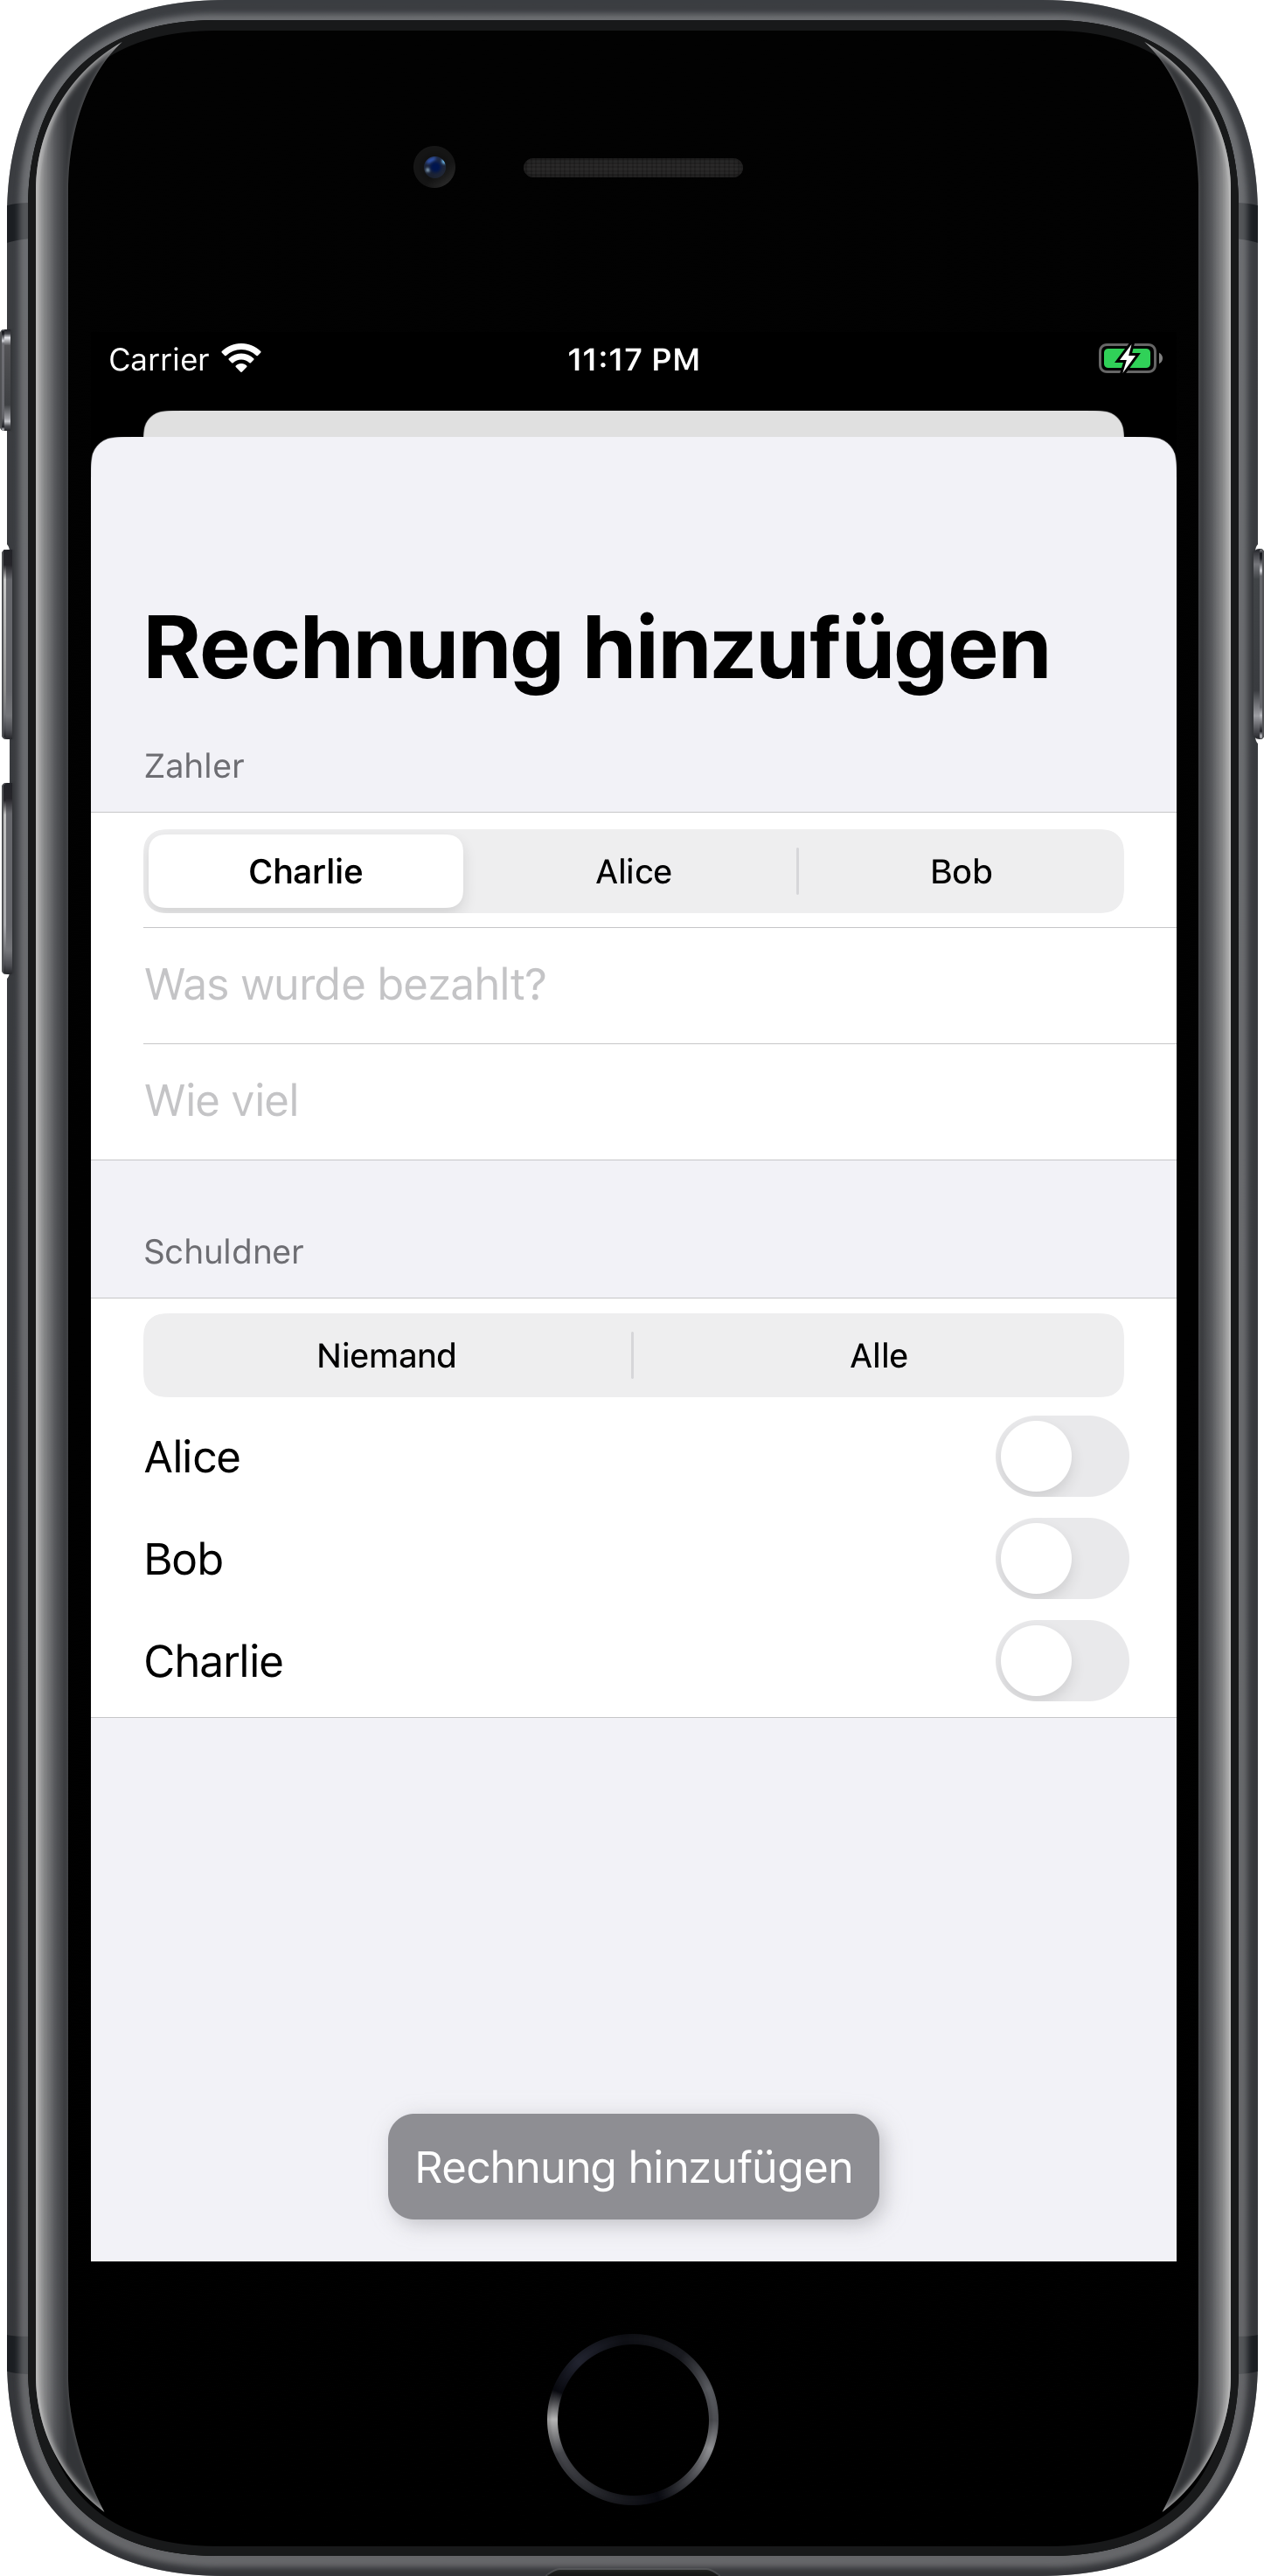 Carrier 11:17 PM
Rechnung hinzufügen
Zahler
Charlie Alice Bob
Was wurde bezahlt?
Wie viel
Schuldner
Niemand Alle
Alice
Bob
Charlie
Rechnung hinzufügen